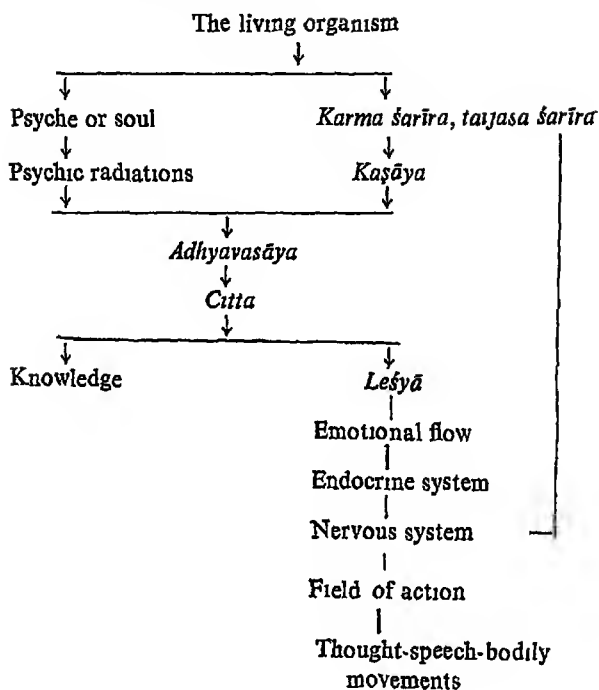 The living organism
Psyche or soul
Karma śarīra, taijasa śarīra
Psychic radiations
Kaṣāya
Adhyavasāya
Citta
Knowledge
Leśyā
Emotional flow
Endocrine system
Nervous system
Field of action
Thought-speech-bodily
movements